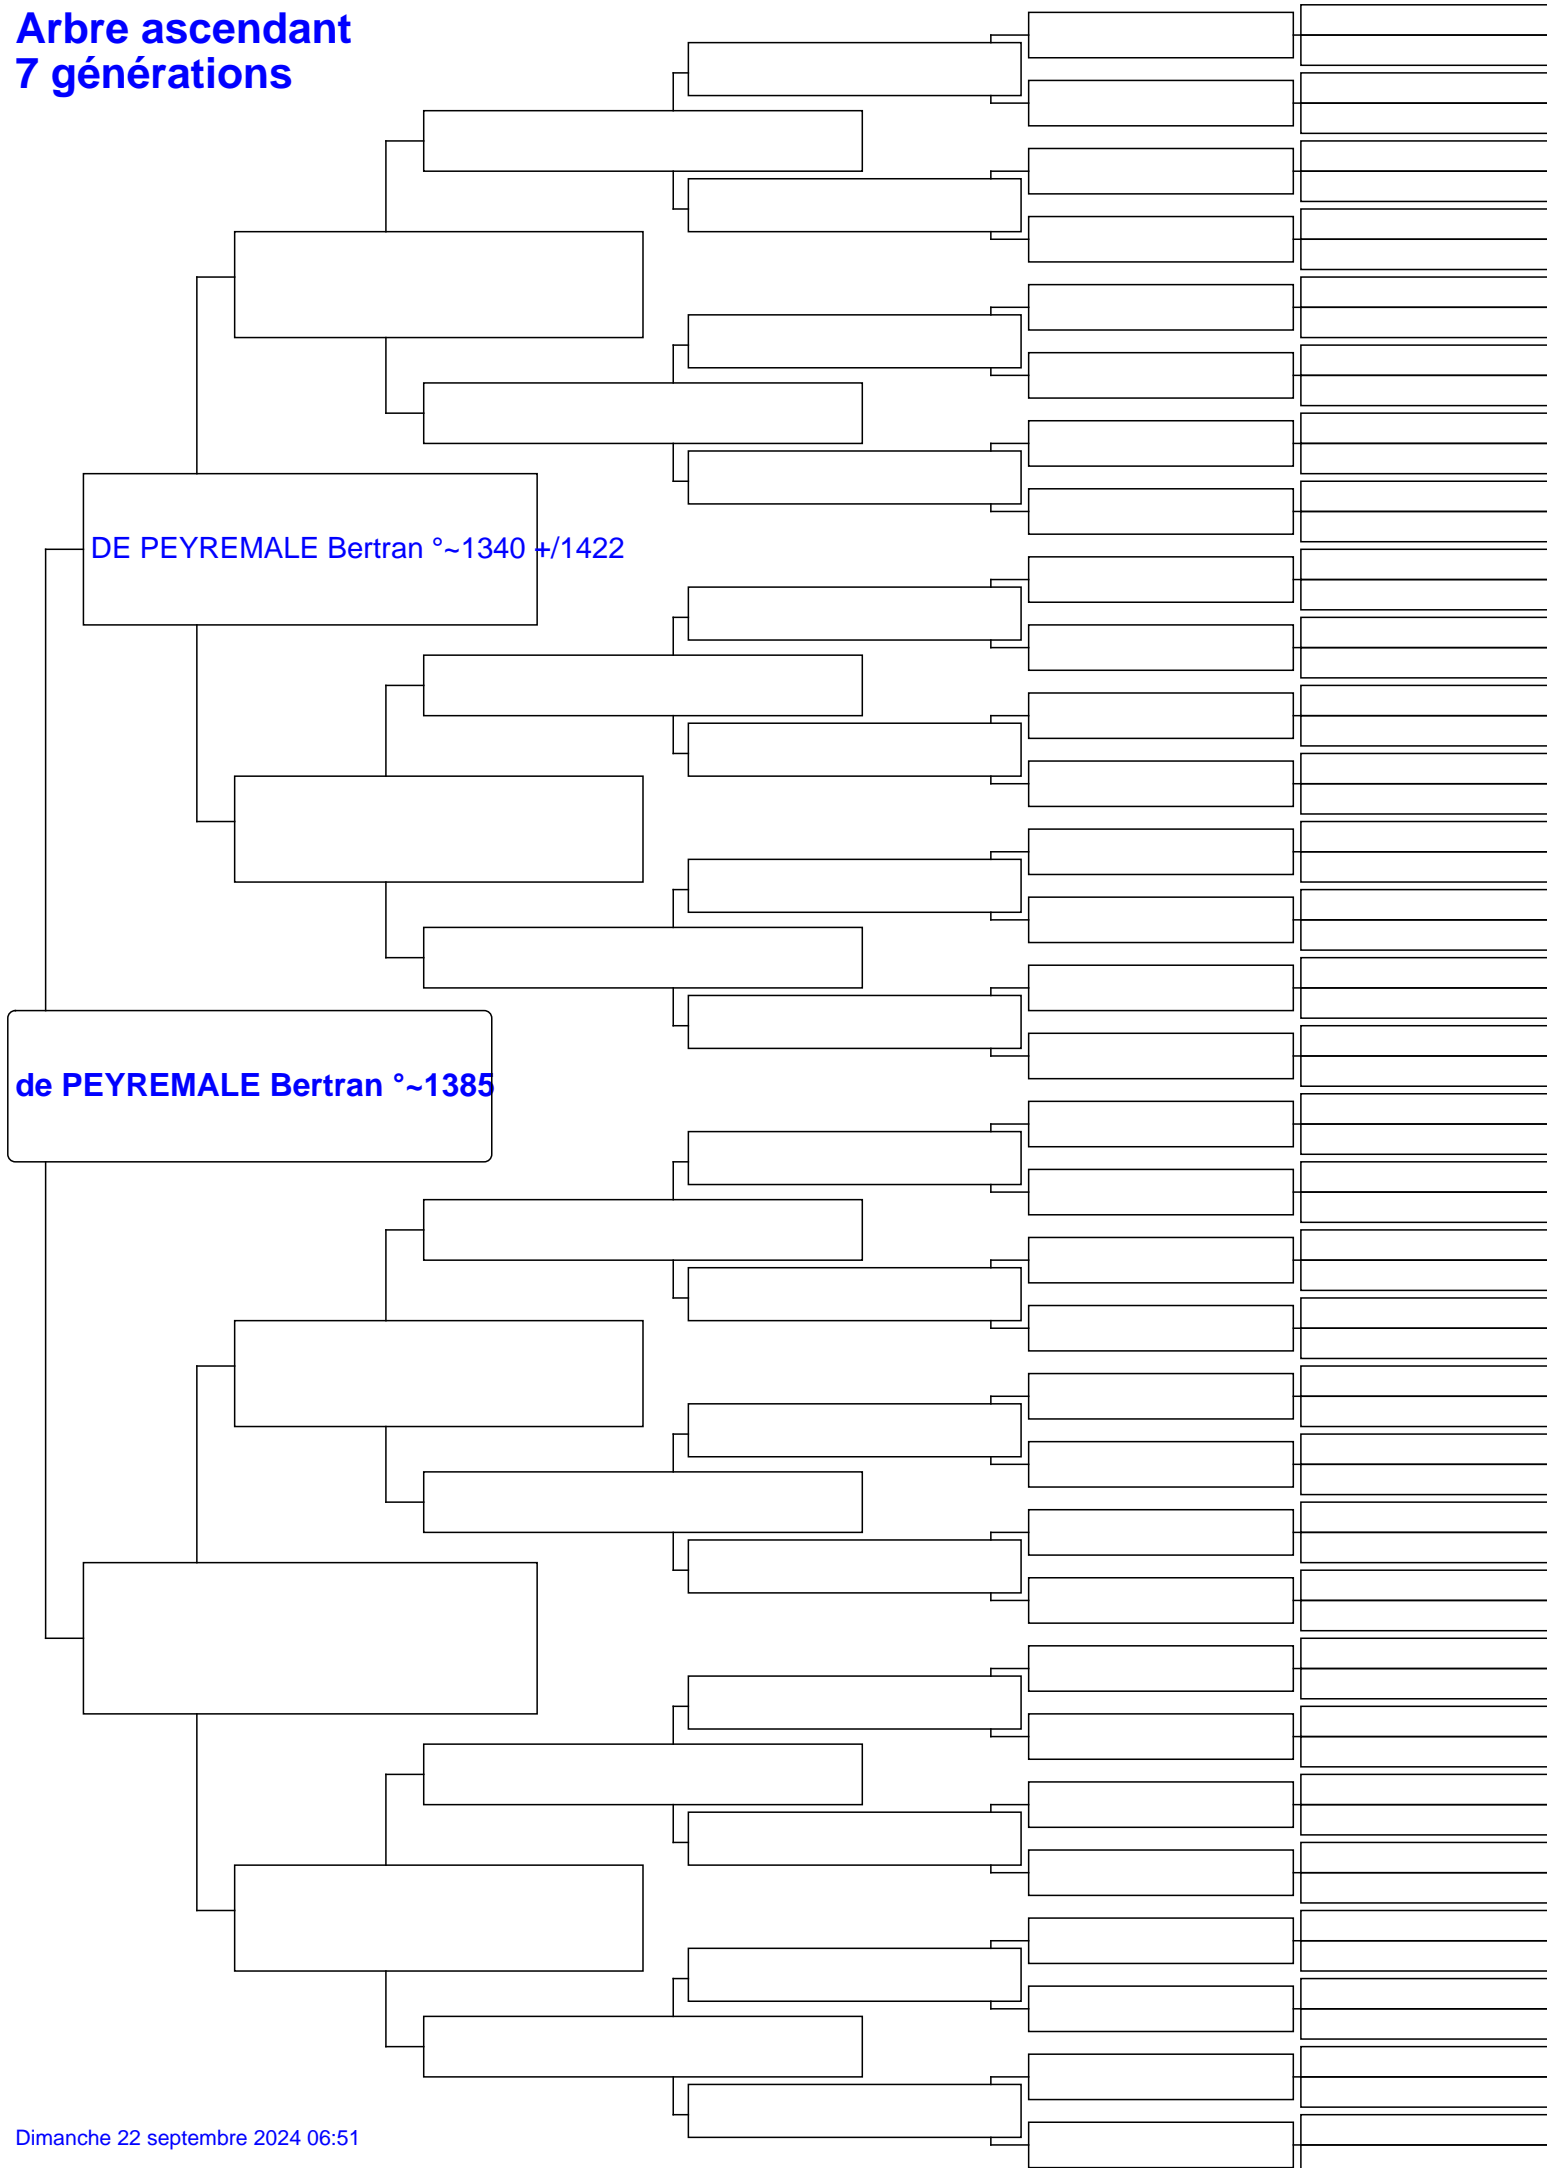 Arbre ascendant
7 générations
DE PEYREMALE Bertran °~1340 +/1422
de PEYREMALE Bertran °~1385
Dimanche 22 septembre 2024 06:51